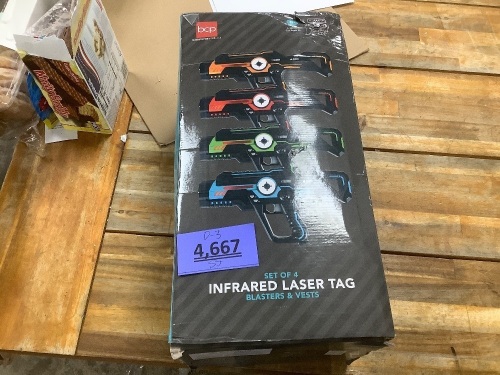 bcp
4,667
SET OF 4
INFRARED LASER TAG
BLASTERS & VESTS